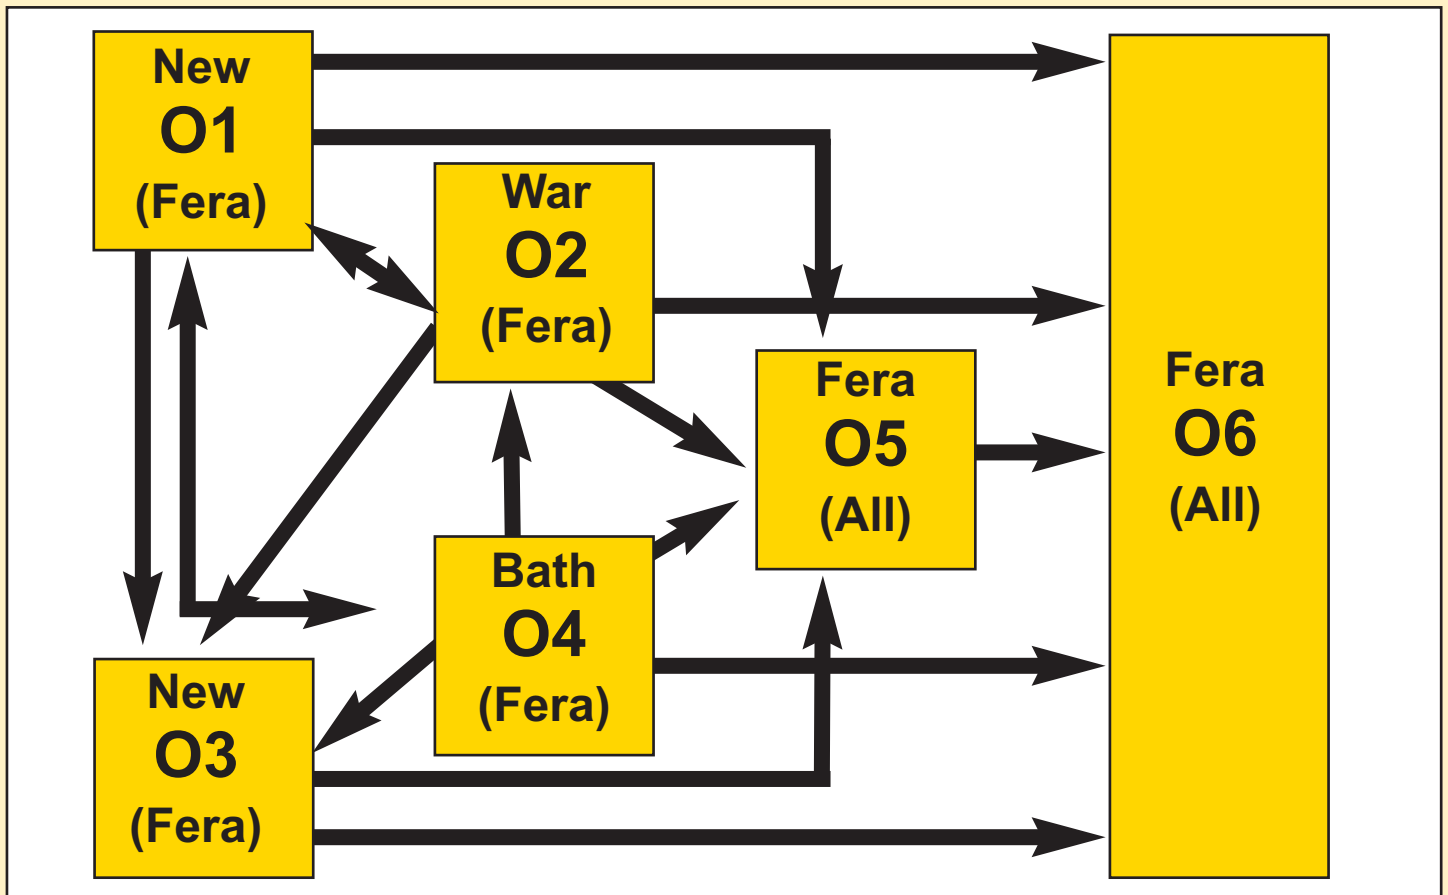 New
O1
(Fera)
War
O2
(Fera)
Fera
O5
(All)
Fera
O6
(All)
Bath
O4
(Fera)
New
O3
(Fera)